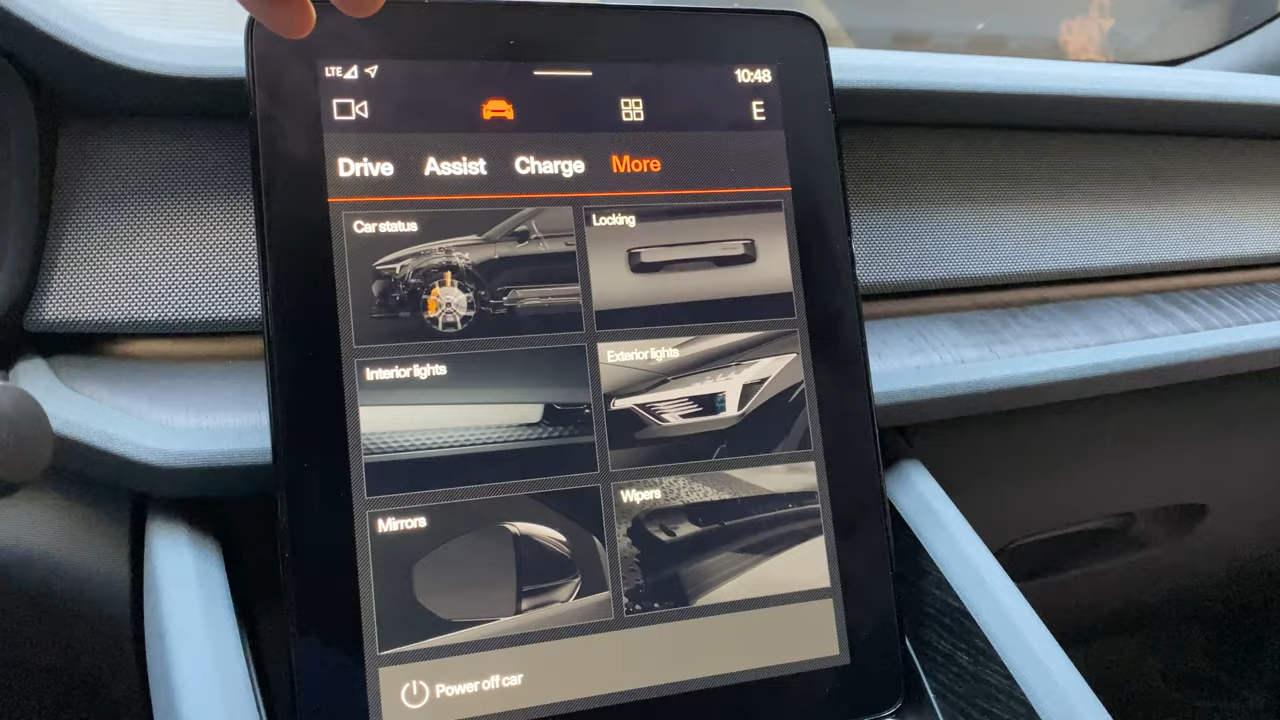 LTE 10:48
E
Drive Assist Charge More
Car status Locking
Interior lights Exterior lights
Mirrors Wipers
Power off car